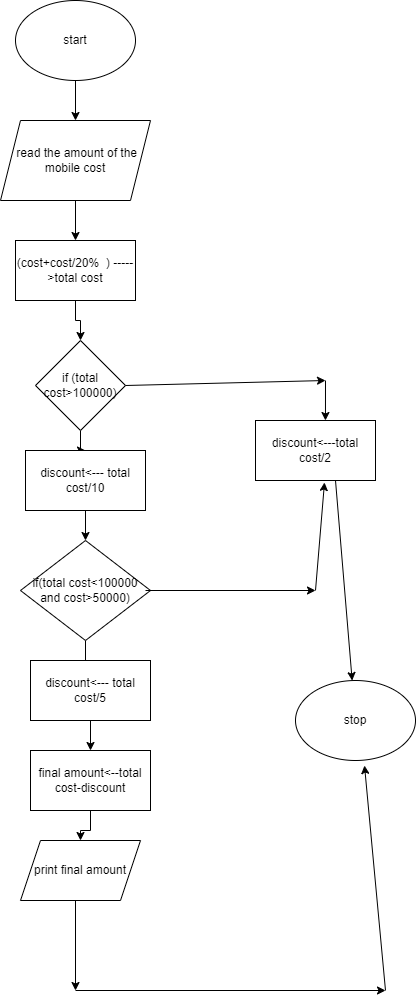 start
read the amount of the
mobile cost
(cost+cost/20% ) -----
>total cost
if (total
cost>100000)
discount<---total
cost/2
discount<--- total
cost/10
if(total cost<100000
and cost>50000)
discount<--- total
cost/5
stop
final amount<--total
cost-discount
print final amount